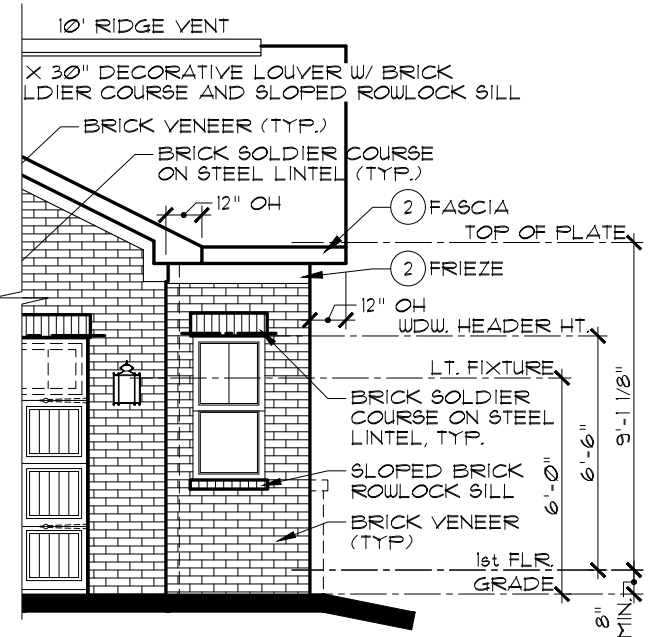 10' RIDGE VENT
X 30" DECORATIVE LOUVER W/ BRICK
LDIER COURSE AND SLOPED ROWLOCK SILL
BRICK VENEER (TYP.)
BRICK SOLDIER COURSE
ON STEEL LINTEL (TYP.)
12" OH
2 FASCIA
TOP OF PLATE
2 FRIEZE
12" OH
WDW. HEADER HT.
LT. FIXTURE
BRICK SOLDIER
COURSE ON STEEL
LINTEL, TYP.
SLOPED BRICK
ROWLOCK SILL
BRICK VENEER
(TYP)
6'-0"
6'-6"
9'-1 1/8"
1st FLR.
GRADE
8"
MIN.